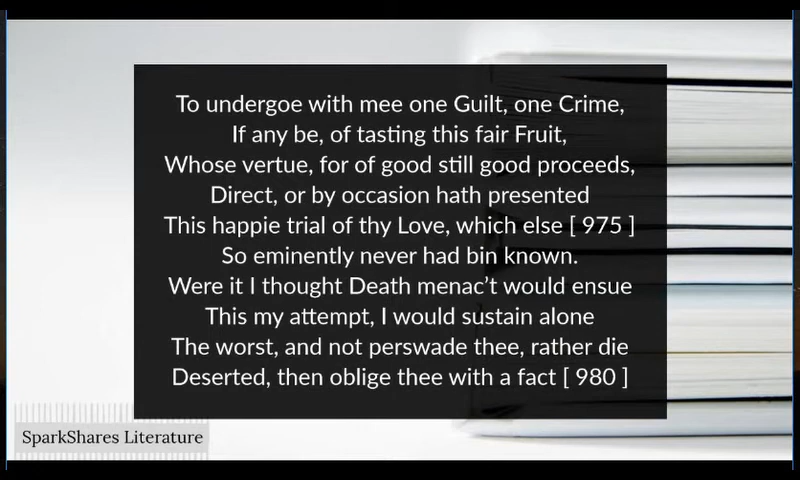 To undergoe with mee one Guilt, one Crime,
If any be, of tasting this fair Fruit,
Whose vertue, for of good still good proceeds,
Direct, or by occasion hath presented
This happie trial of thy Love, which else [ 975 ]
So eminently never had bin known.
Were it I thought Death menac’t would ensue
This my attempt, I would sustain alone
The worst, and not perswade thee, rather die
Deserted, then oblige thee with a fact [ 980 ]
SparkShares Literature